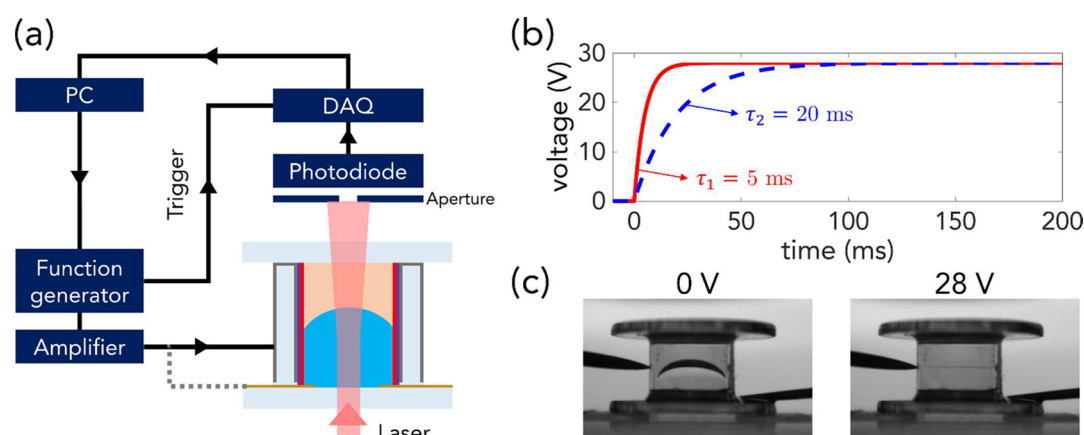 (a)
PC
DAQ
Photodiode
Aperture
Trigger
Function
generator
Amplifier
Laser
(b)
voltage (V)
30
20
10
0
τ₁ = 5 ms
τ₂ = 20 ms
0 50 100 150 200
time (ms)
(c)
0 V 28 V